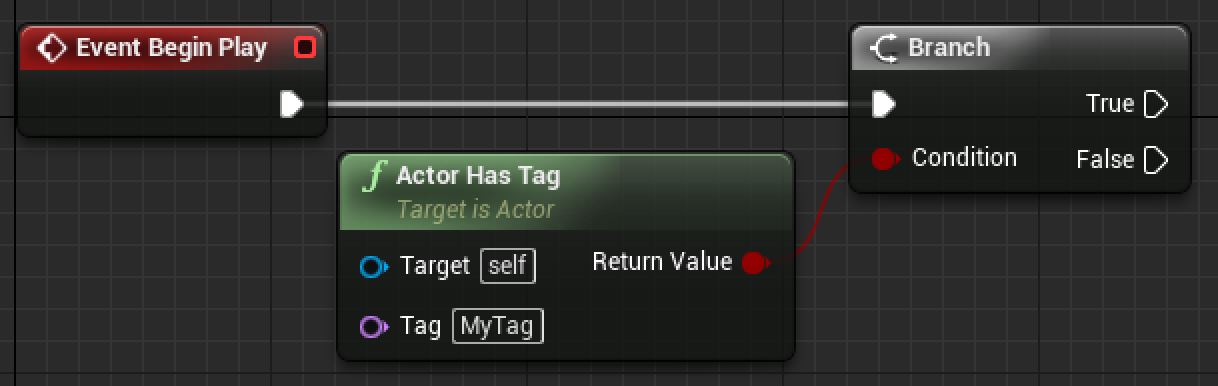 Event Begin Play
Branch
True
Condition
False
Actor Has Tag
Target is Actor
Target self
Return Value
Tag MyTag